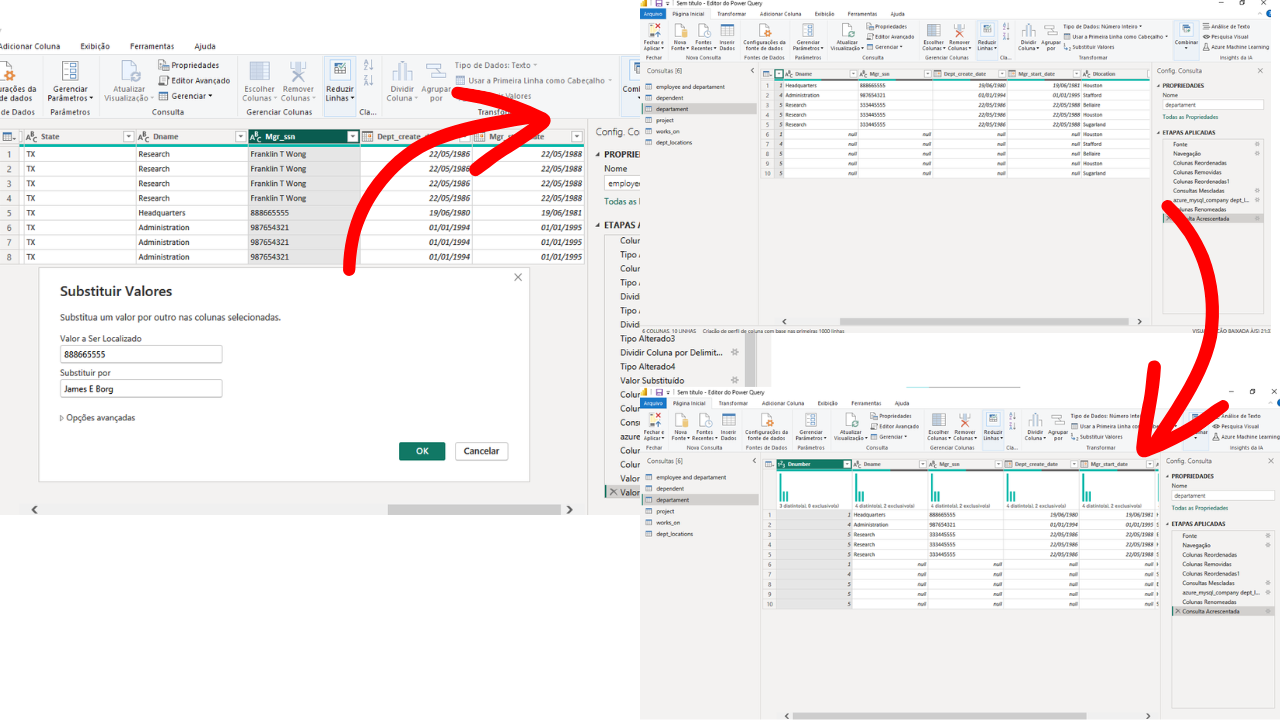 Adicionar Coluna Exibição Ferramentas Ajuda
Configurações da fonte de dados
Gerenciar Parâmetros
Atualizar Visualização
Propriedades
Editor Avançado
Gerenciar
Escolher Colunas
Remover Colunas
Reduzir Linhas
Dividir Coluna
Agrupar por
Tipo de Dados: Texto
Usar a Primeira Linha como Cabeçalho
Valores
de Dados Parâmetros Consulta Gerenciar Colunas Cla...
State Dname Mgr_ssn
1 TX Research Franklin T Wong 22/05/1986 22/05/1988
2 TX Research Franklin T Wong 22/05/1986 22/05/1988
3 TX Research Franklin T Wong 22/05/1986 22/05/1988
4 TX Research Franklin T Wong 22/05/1986 22/05/1988
5 TX Headquarters 888665555 19/06/1980 19/06/1981
6 TX Administration 987654321 01/01/1994 01/01/1995
7 TX Administration 987654321 01/01/1994 01/01/1995
8 TX Administration 987654321 01/01/1994 01/01/1995
Substituir Valores
Substitua um valor por outro nas colunas selecionadas.
Valor a Ser Localizado
888665555
Substituir por
James E Borg
Opções avançadas
OK Cancelar
Config. Co
PROPRIE
Nome
employee
Todas as
ETAPAS A
Colun
Tipo A
Colun
Tipo A
Dividi
Tipo A
Dividi
Tipo Alterado3
Dividir Coluna por Delimit...
Tipo Alterado4
Valor Substituído
Colun
Colun
Consu
azure
Colun
Colun
Valor
Valor
Sem título - Editor do Power Query
Arquivo Página Inicial Transformar Adicionar Coluna Exibição Ferramentas Ajuda
Fechar e Aplicar
Nova Fonte
Fontes Recentes
Inserir Dados
Configurações da fonte de dados
Gerenciar Parâmetros
Atualizar Visualização
Propriedades
Editor Avançado
Gerenciar
Escolher Colunas
Remover Colunas
Reduzir Linhas
Dividir Coluna
Agrupar por
Tipo de Dados: Número Inteiro
Usar a Primeira Linha como Cabeçalho
Substituir Valores
Combinar
Análise de Texto
Pesquisa Visual
Azure Machine Learning
Fechar Nova Consulta Fontes de Dados Parâmetros Consulta Gerenciar Colunas Cla... Transformar Insights da IA
Consultas [6]
employee and departament
dependent
departament
project
works_on
dept_locations
Dname Mgr_ssn Dept_create_date Mgr_start_date Dlocation
1 1 Headquarters 888665555 19/06/1980 19/06/1981 Houston
2 4 Administration 987654321 01/01/1994 01/01/1995 Stafford
3 5 Research 333445555 22/05/1986 22/05/1988 Bellaire
4 5 Research 333445555 22/05/1986 22/05/1988 Houston
5 5 Research 333445555 22/05/1986 22/05/1988 Sugarland
6 1 null null null null Houston
7 4 null null null null Stafford
8 5 null null null null Bellaire
9 5 null null null null Houston
10 5 null null null null Sugarland
6 COLUNAS, 10 LINHAS Criação de perfil de coluna com base nas primeiras 1000 linhas
Config. Consulta
PROPRIEDADES
Nome
departament
Todas as Propriedades
ETAPAS APLICADAS
Fonte
Navegação
Colunas Reordenadas
Colunas Removidas
Colunas Reordenadas1
Consultas Mescladas
azure_mysql_company dept_l...
Colunas Renomeadas
Consulta Acrescentada
Sem título - Editor do Power Query
Arquivo Página Inicial Transformar Adicionar Coluna Exibição Ferramentas Ajuda
Fechar e Aplicar
Nova Fonte
Fontes Recentes
Inserir Dados
Configurações da fonte de dados
Gerenciar Parâmetros
Atualizar Visualização
Propriedades
Editor Avançado
Gerenciar
Escolher Colunas
Remover Colunas
Reduzir Linhas
Dividir Coluna
Agrupar por
Tipo de Dados: Número
Usar a Primeira Linha com
Substituir Valores
Análise de Texto
Pesquisa Visual
Azure Machine Learning
Fechar Nova Consulta Fontes de Dados Parâmetros Consulta Gerenciar Colunas Cla... Transformar Insights da IA
Consultas [6]
employee and departament
dependent
departament
project
works_on
dept_locations
Dnumber Dname Mgr_ssn Dept_create_date Mgr_start_date
3 distinto(s), 0 exclusivo(s) 4 distinto(s), 2 exclusivo(s) 4 distinto(s), 2 exclusivo(s) 4 distinto(s), 2 exclusivo(s) 4 distinto(s), 2 exclusivo(s)
1 1 Headquarters 888665555 19/06/1980 19/06/1981
2 4 Administration 987654321 01/01/1994 01/01/1995
3 5 Research 333445555 22/05/1986 22/05/1988
4 5 Research 333445555 22/05/1986 22/05/1988
5 5 Research 333445555 22/05/1986 22/05/1988
6 1 null null null null
7 4 null null null null
8 5 null null null null
9 5 null null null null
10 5 null null null null
Config. Consulta
PROPRIEDADES
Nome
departament
Todas as Propriedades
ETAPAS APLICADAS
Fonte
Navegação
Colunas Reordenadas
Colunas Removidas
Colunas Reordenadas1
Consultas Mescladas
azure_mysql_company dept_l...
Colunas Renomeadas
Consulta Acrescentada